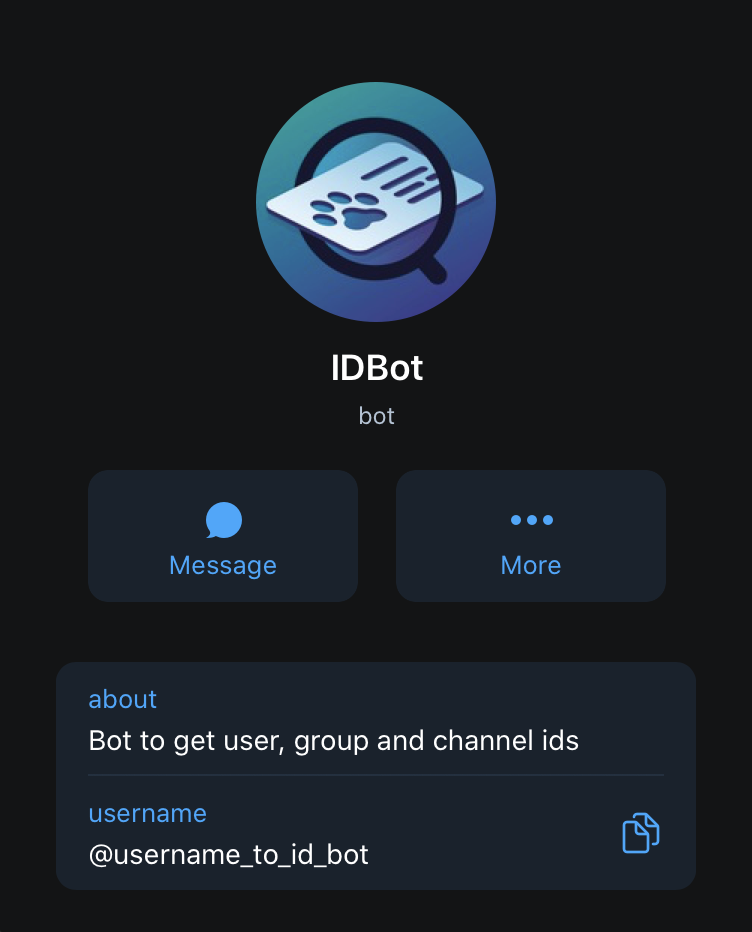 IDBot
bot
Message
More
about
Bot to get user, group and channel ids
username
@username_to_id_bot